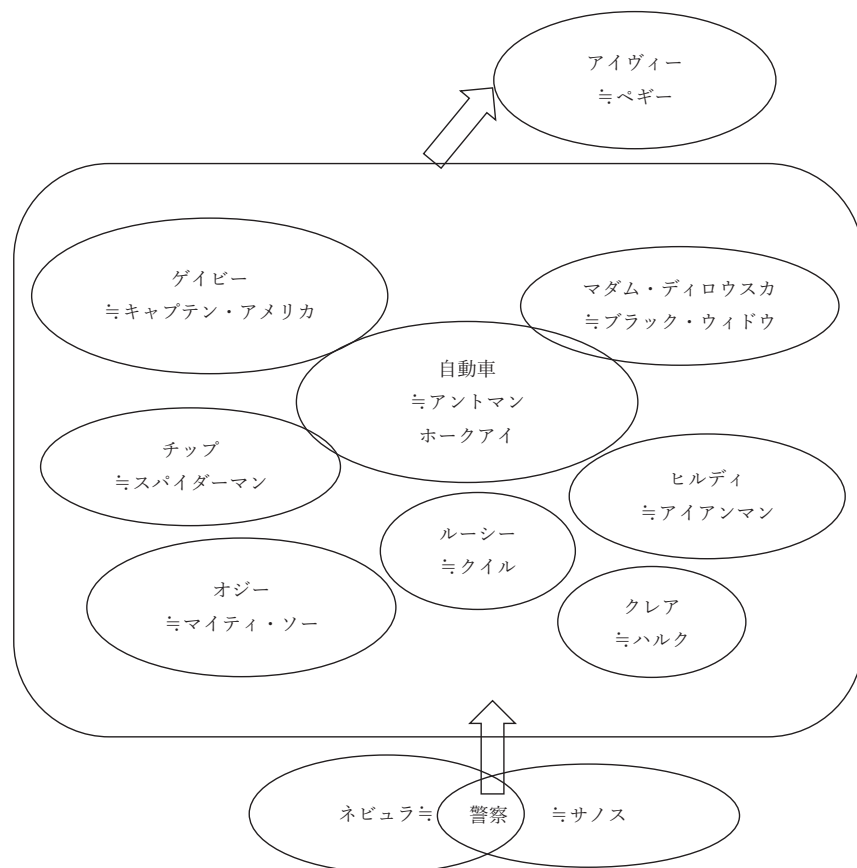 アイヴィー
≒ペギー
ゲイビー
≒キャプテン・アメリカ
マダム・ディロウスカ
≒ブラック・ウィドウ
自動車
≒アントマン
ホークアイ
チップ
≒スパイダーマン
ヒルディ
≒アイアンマン
ルーシー
≒クイル
オジー
≒マイティ・ソー
クレア
≒ハルク
ネビュラ≒ 警察 ≒サノス